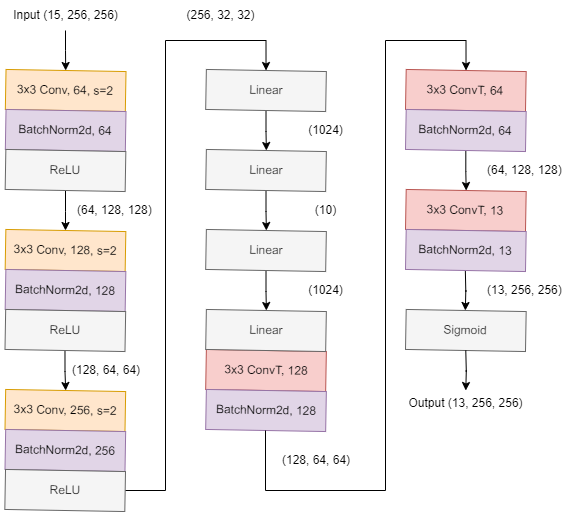 Input (15, 256, 256)
3x3 Conv, 64, s=2
BatchNorm2d, 64
ReLU
(64, 128, 128)
3x3 Conv, 128, s=2
BatchNorm2d, 128
ReLU
(128, 64, 64)
3x3 Conv, 256, s=2
BatchNorm2d, 256
ReLU
(256, 32, 32)
Linear
(1024)
Linear
(10)
Linear
(1024)
Linear
3x3 ConvT, 128
BatchNorm2d, 128
(128, 64, 64)
3x3 ConvT, 64
BatchNorm2d, 64
(64, 128, 128)
3x3 ConvT, 13
BatchNorm2d, 13
(13, 256, 256)
Sigmoid
Output (13, 256, 256)